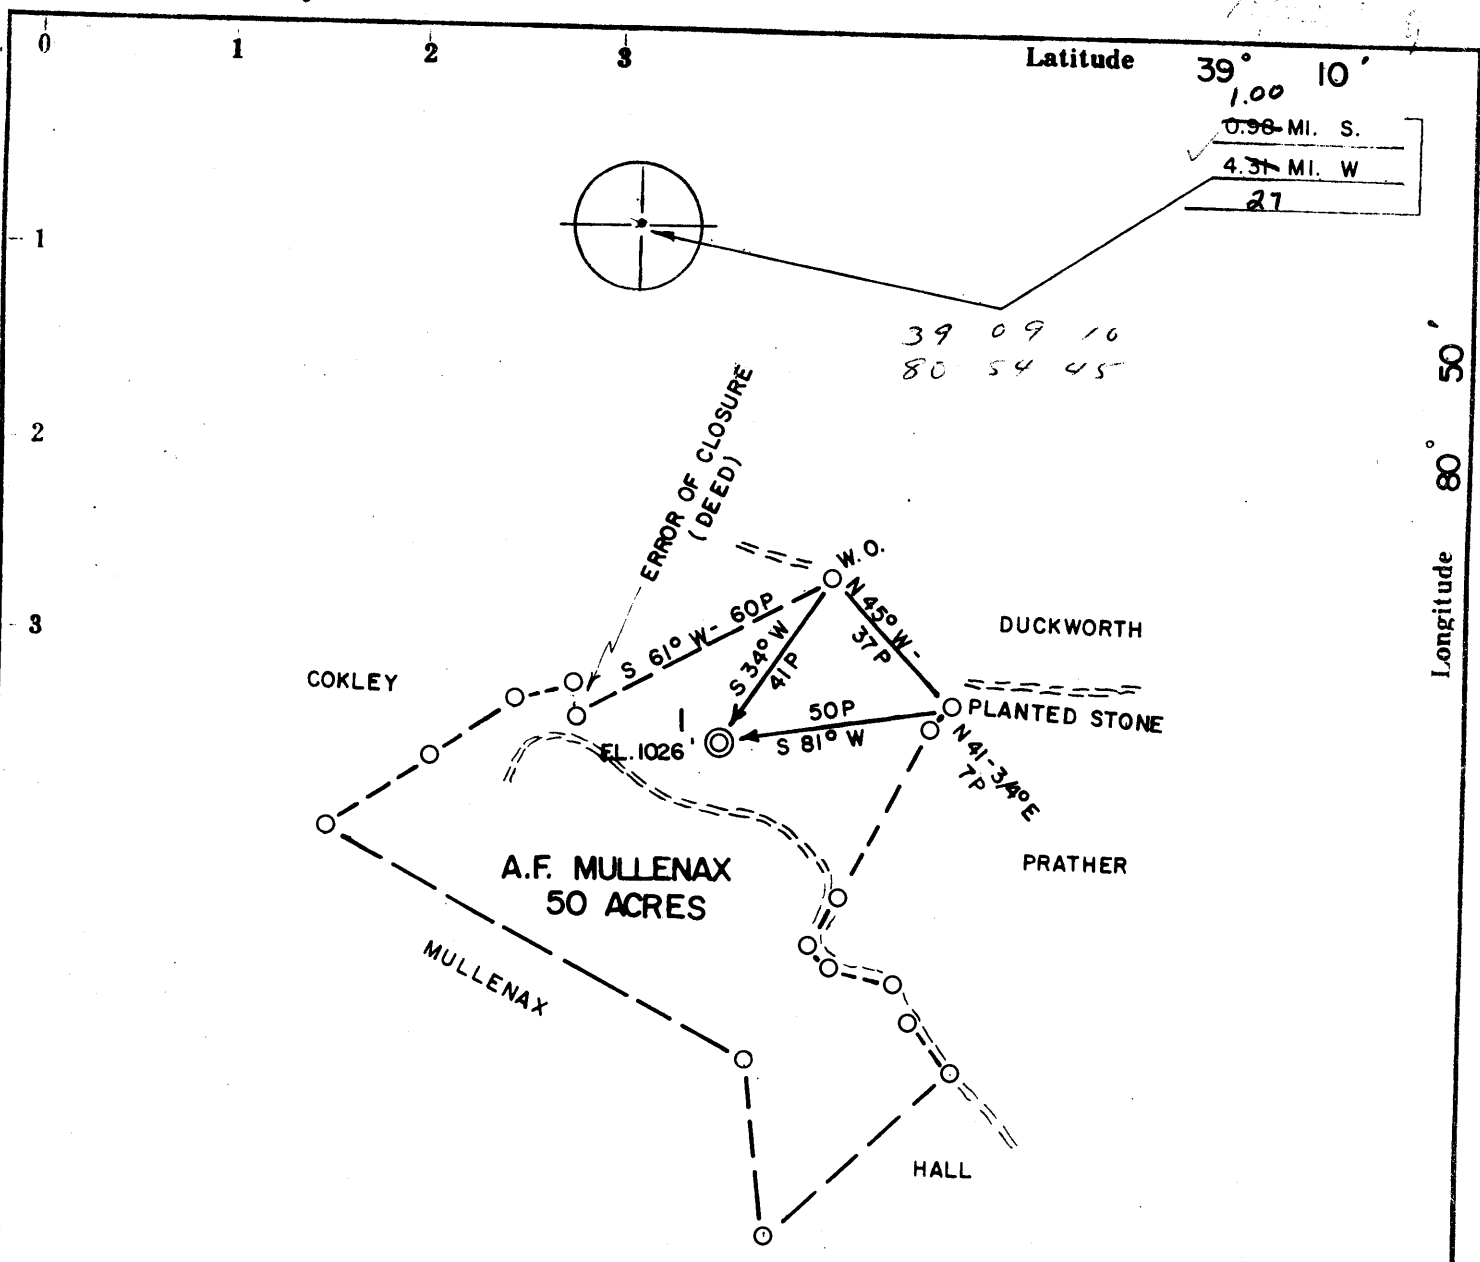 0 1 2 3 Latitude 39° 10'
1.00
0.98 MI. S.
4.31 MI. W
27
1
39 09 10
80 54 45
Longitude 80° 50'
2
ERROR OF CLOSURE
(DEED)
W.O.
3
N 45° W-
37P
S 61° W- 60P
S 34° W
41P
DUCKWORTH
COKLEY
50P
S 81° W
PLANTED STONE
1
EL. 1026'
N 41-3/4° E
7P
A.F. MULLENAX
50 ACRES
PRATHER
MULLENAX
HALL